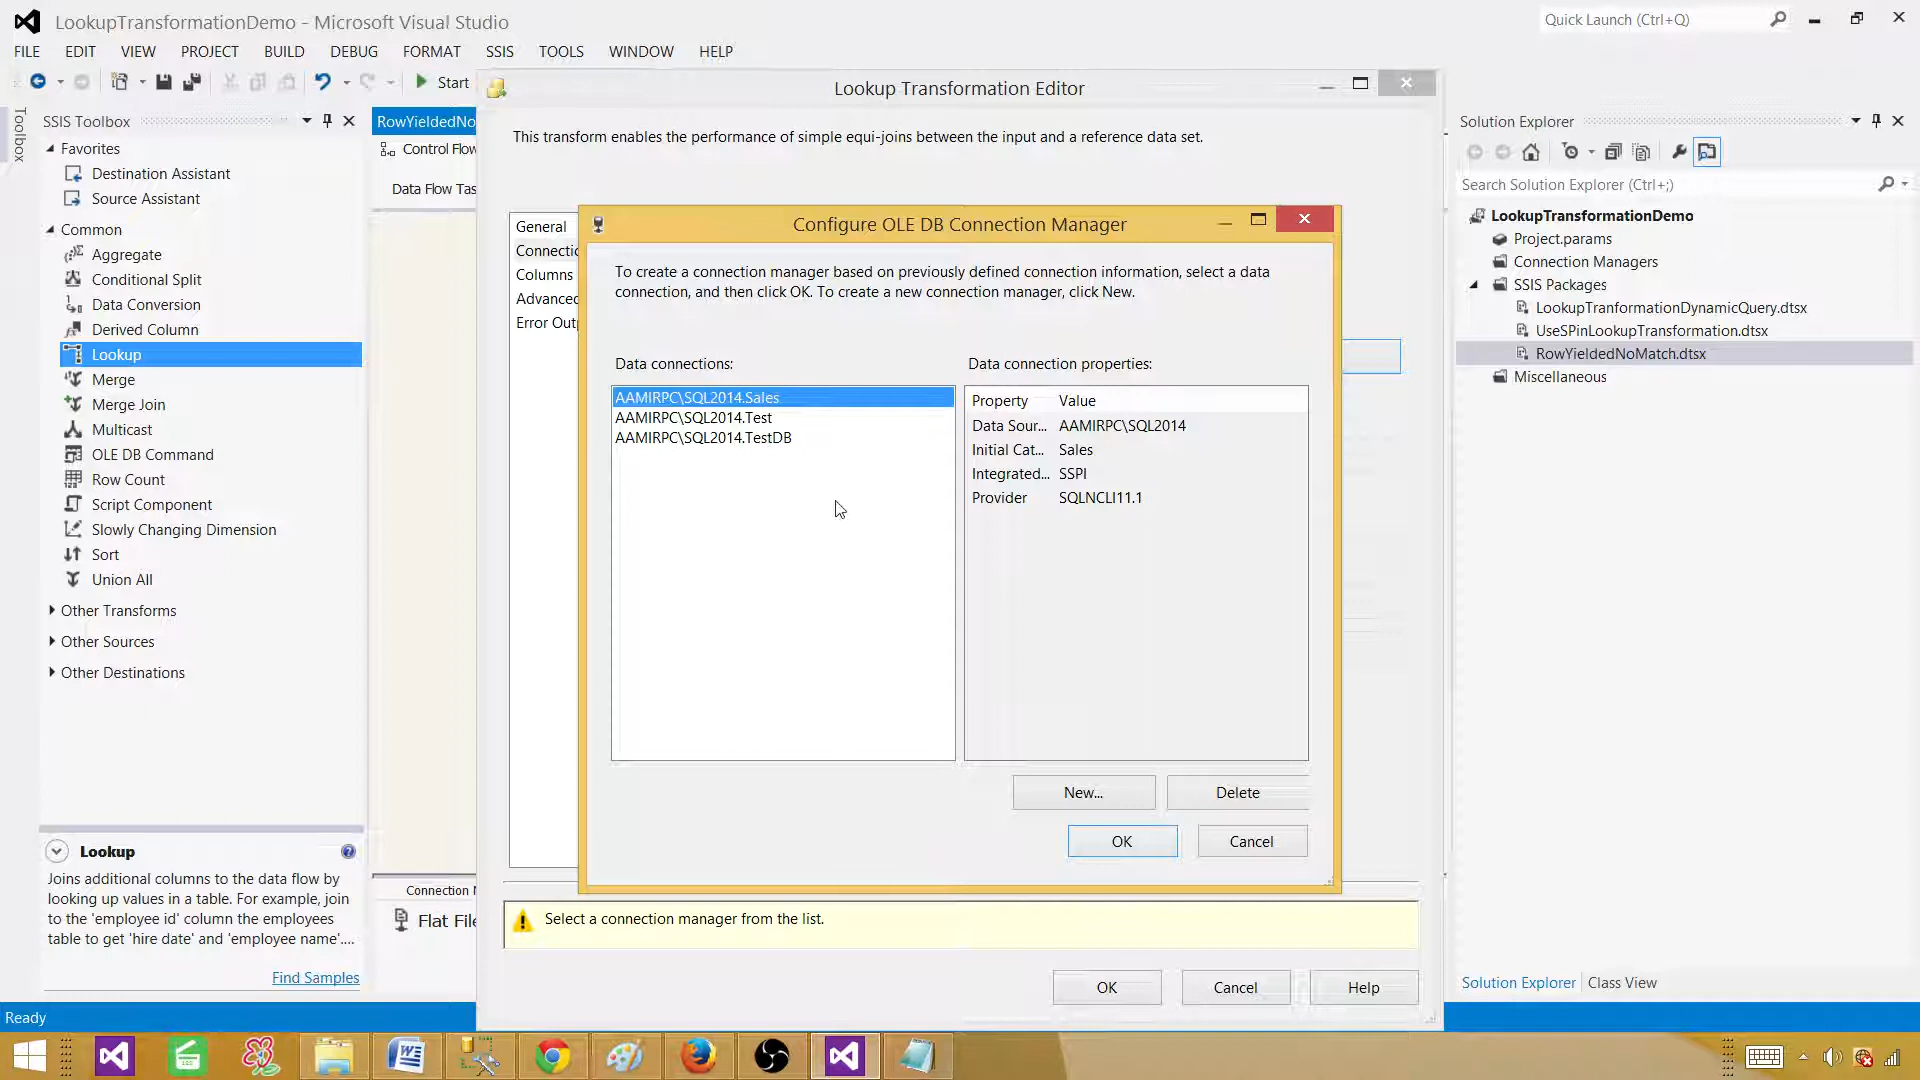 LookupTransformationDemo - Microsoft Visual Studio
Quick Launch (Ctrl+Q)
FILE EDIT VIEW PROJECT BUILD DEBUG FORMAT SSIS TOOLS WINDOW HELP
Start
Toolbox
SSIS Toolbox
Favorites
Destination Assistant
Source Assistant
Common
Aggregate
Conditional Split
Data Conversion
Derived Column
Lookup
Merge
Merge Join
Multicast
OLE DB Command
Row Count
Script Component
Slowly Changing Dimension
Sort
Union All
Other Transforms
Other Sources
Other Destinations
Lookup
Joins additional columns to the data flow by
looking up values in a table. For example, join
to the 'employee id' column the employees
table to get 'hire date' and 'employee name'....
Find Samples
RowYieldedNo
Control Flow
Data Flow Tas
Connection M
Flat File
Lookup Transformation Editor
This transform enables the performance of simple equi-joins between the input and a reference data set.
General
Connectio
Columns
Advanced
Error Outp
Configure OLE DB Connection Manager
To create a connection manager based on previously defined connection information, select a data
connection, and then click OK. To create a new connection manager, click New.
Data connections:
AAMIRPC\SQL2014.Sales
AAMIRPC\SQL2014.Test
AAMIRPC\SQL2014.TestDB
Data connection properties:
Property Value
Data Sour... AAMIRPC\SQL2014
Initial Cat... Sales
Integrated... SSPI
Provider SQLNCLI11.1
New... Delete
OK Cancel
Select a connection manager from the list.
OK Cancel Help
Solution Explorer
Search Solution Explorer (Ctrl+;)
LookupTransformationDemo
Project.params
Connection Managers
SSIS Packages
LookupTranformationDynamicQuery.dtsx
UseSPinLookupTransformation.dtsx
RowYieldedNoMatch.dtsx
Miscellaneous
Solution Explorer Class View
Ready